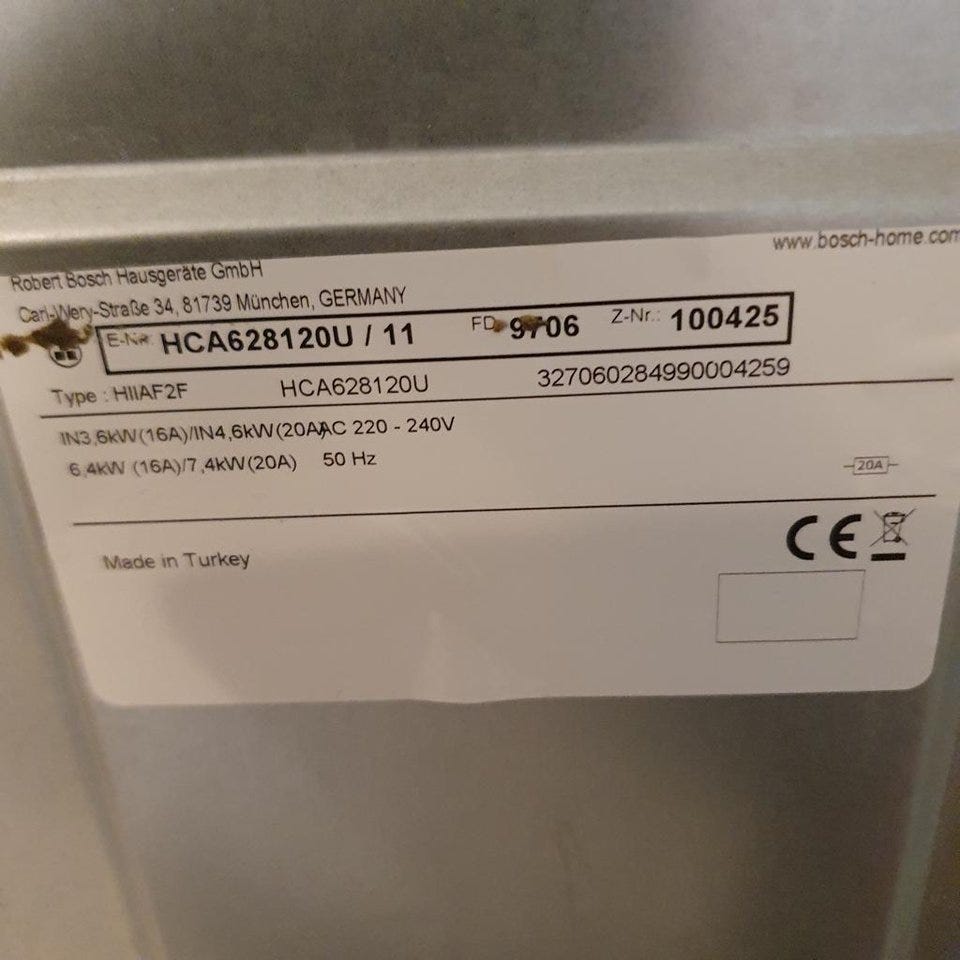 www.bosch-home.com
Robert Bosch Hausgeräte GmbH
Carl-Wery-Straße 34, 81739 München, GERMANY
E-Nr. HCA628120U / 11 FD 9706 Z-Nr.: 100425
Type : HIIAF2F HCA628120U 327060284990004259
IN3,6kW(16A)/IN4,6kW(20A)AC 220 - 240V
6,4kW (16A)/7,4kW(20A) 50 Hz
20A
CE
Made in Turkey